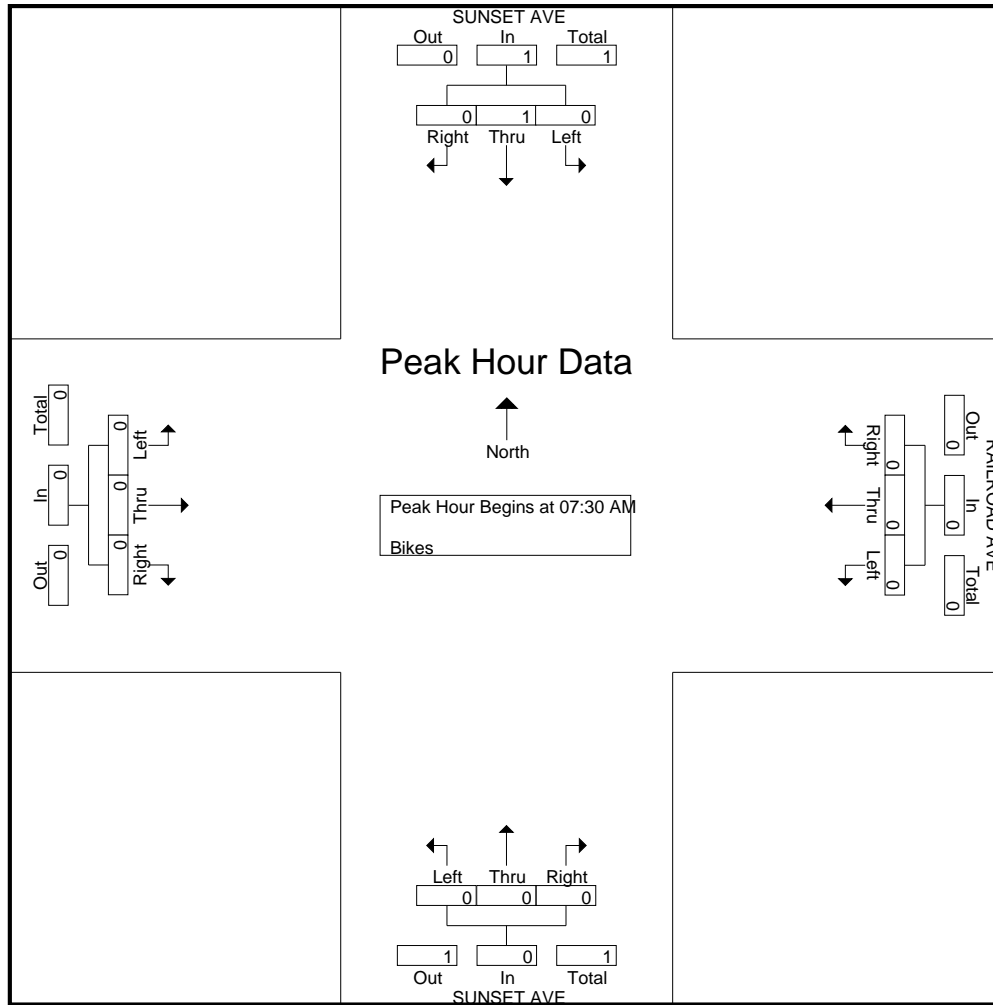 SUNSET AVE
Out In Total
0 1 1
0 1 0
Right Thru Left
Peak Hour Data
North
Peak Hour Begins at 07:30 AM
Bikes
Total 0
In 0
Out 0
0 Left
0 Thru
0 Right
Right 0
Thru 0
Left 0
Out 0
In 0
Total 0
RAILROAD AVE
Left Thru Right
0 0 0
1 0 1
Out In Total
SUNSET AVE